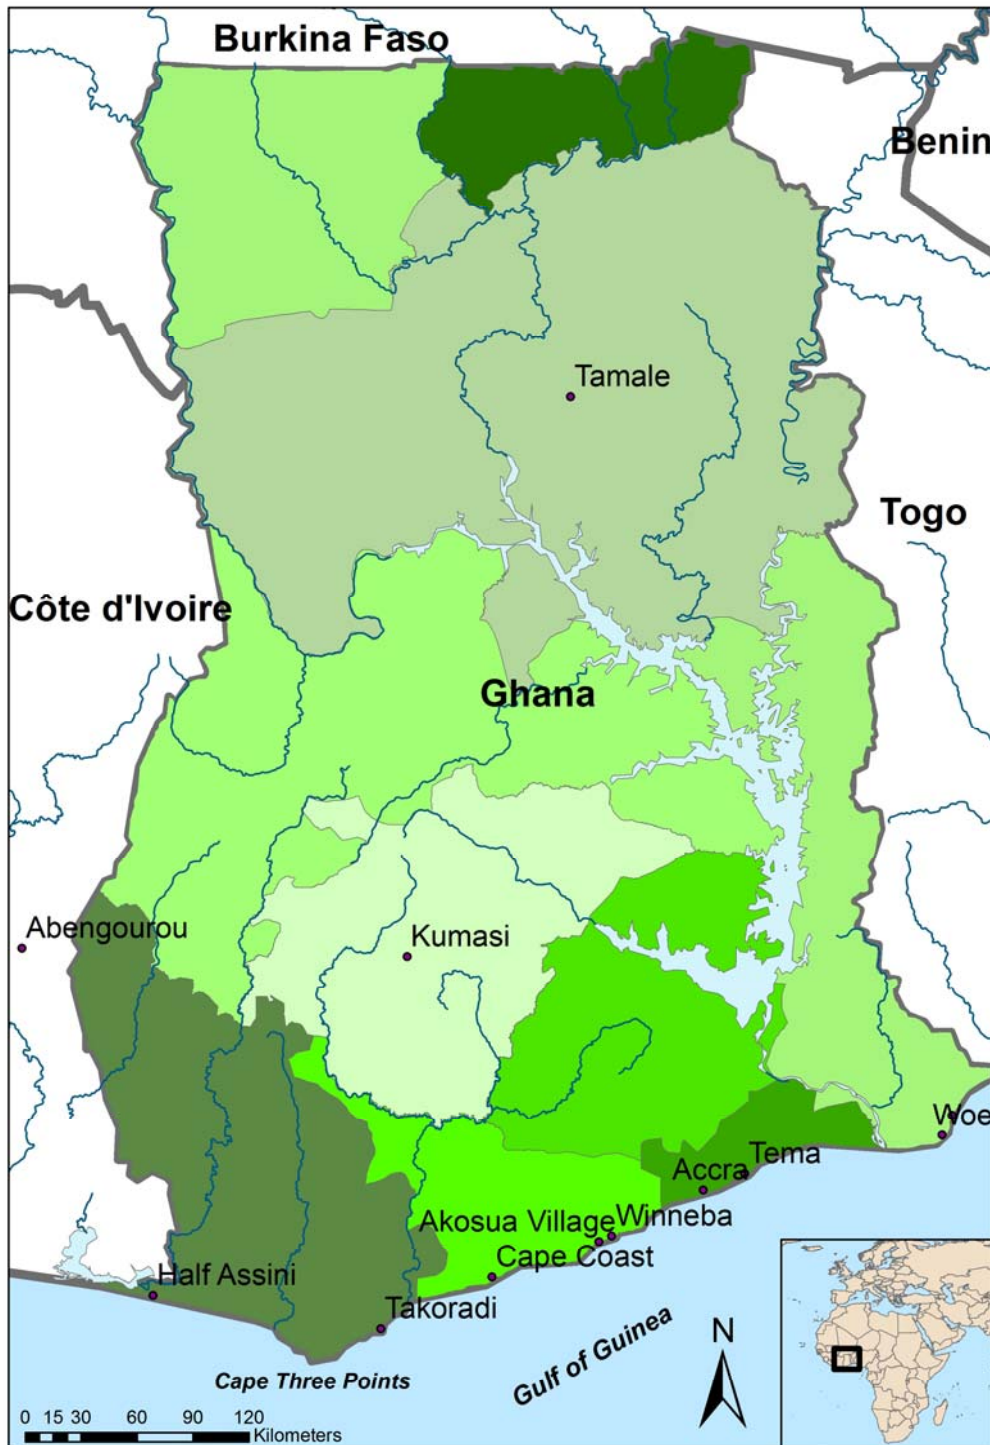 Burkina Faso
Benin
Tamale
Togo
Côte d'Ivoire
Ghana
Abengourou
Kumasi
Woe
Tema
Accra
Akosua Village
Winneba
Cape Coast
Half Assini
Takoradi
Gulf of Guinea
N
Cape Three Points
0 15 30 60 90 120
Kilometers